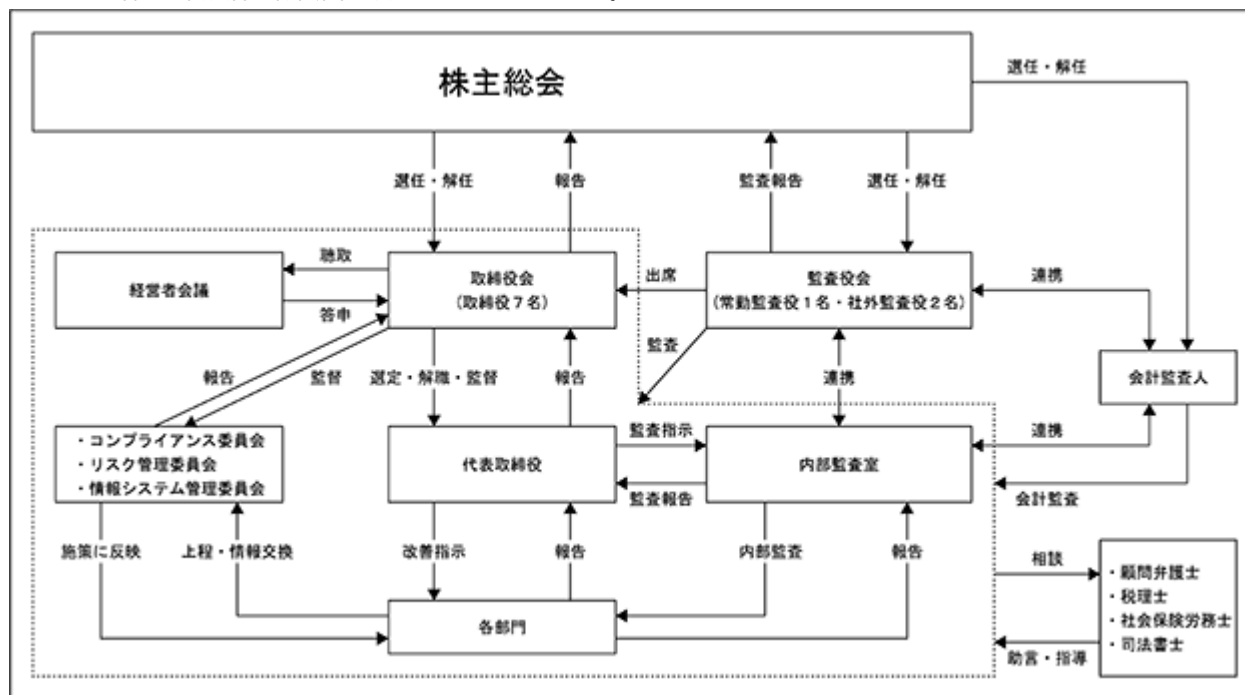 株主総会
選任・解任
選任・解任
報告
監査報告
選任・解任
聴取
経営者会議
取締役会
(取締役7名)
出席
監査役会
(常勤監査役1名・社外監査役2名)
連携
答申
監査
報告
監督
選定・解職・監督
報告
連携
会計監査人
・コンプライアンス委員会
・リスク管理委員会
・情報システム管理委員会
代表取締役
監査指示
監査報告
内部監査室
連携
会計監査
施策に反映
上程・情報交換
改善指示
報告
内部監査
報告
相談
・顧問弁護士
・税理士
・社会保険労務士
・司法書士
各部門
助言・指導